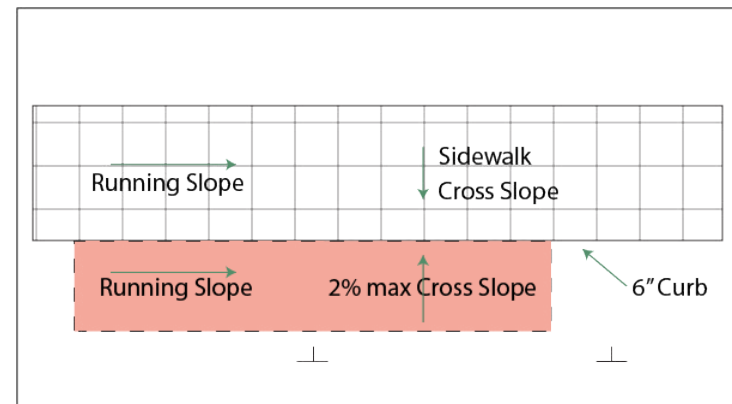 Sidewalk
Running Slope
Cross Slope
Running Slope
2% max Cross Slope
6" Curb